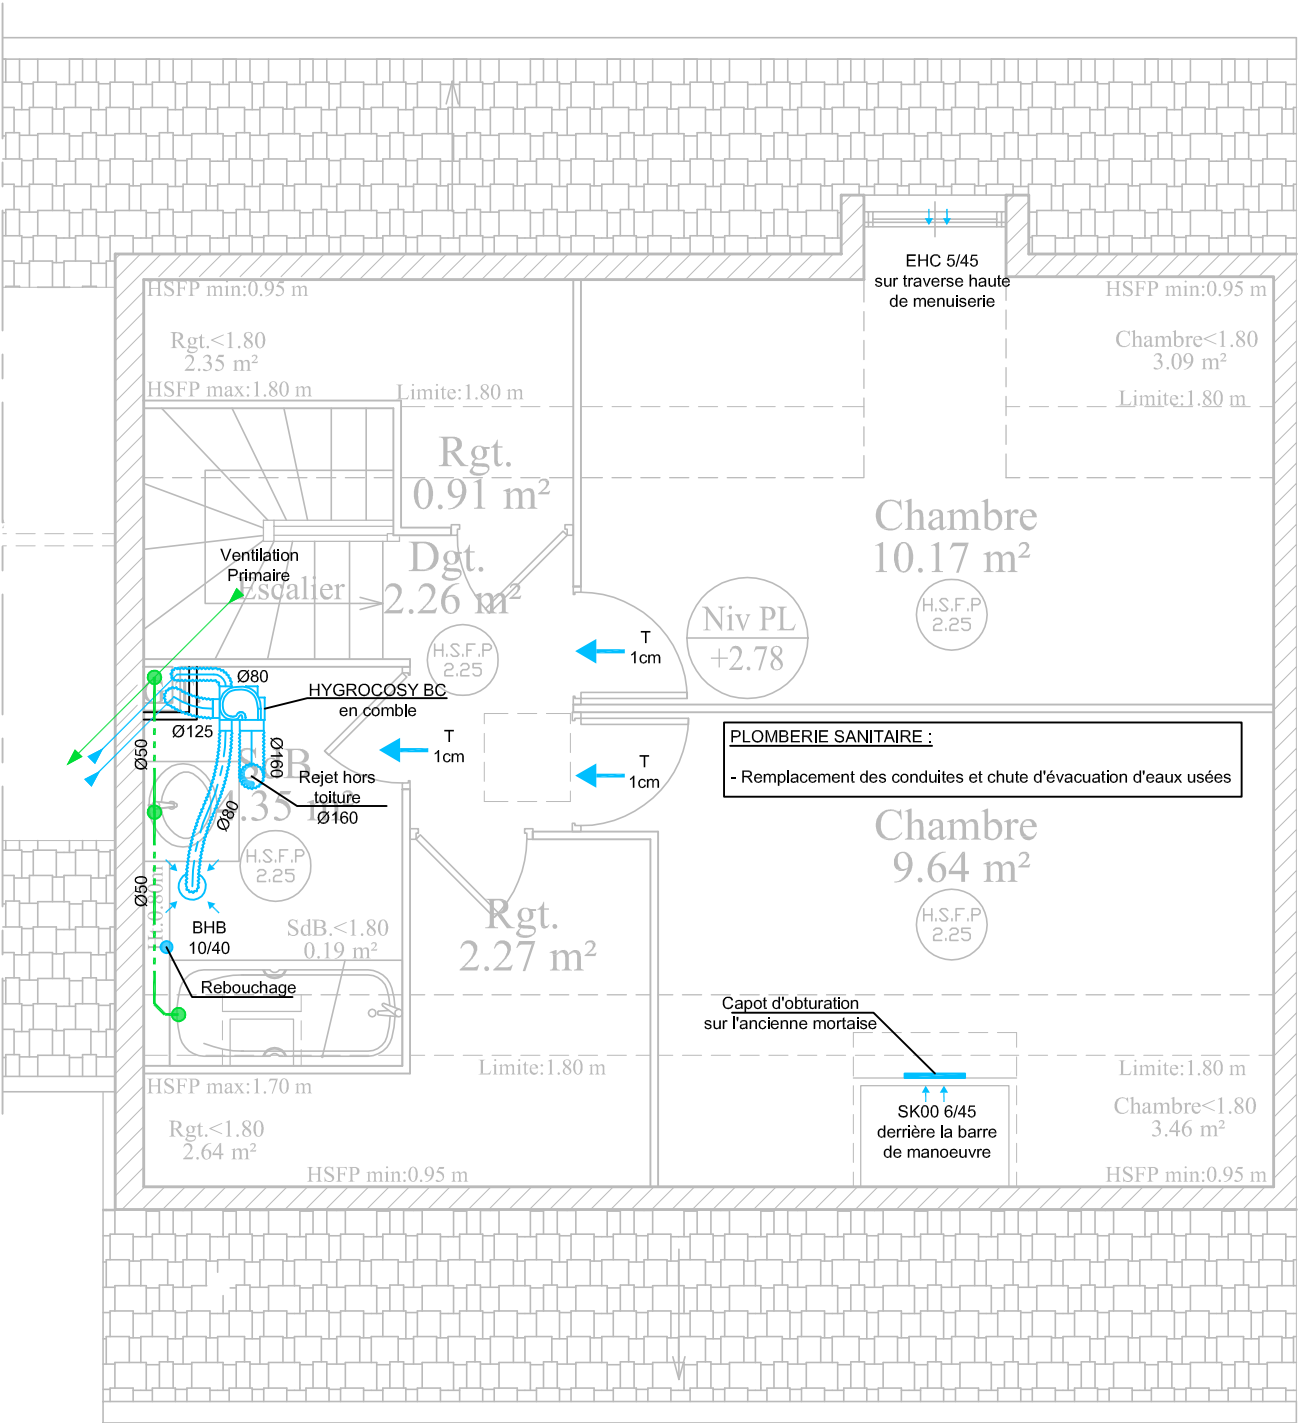 EHC 5/45
sur traverse haute
de menuiserie
HSFP min:0.95 m
HSFP min:0.95 m
Rgt.<1.80
2.35 m²
Chambre<1.80
3.09 m²
HSFP max:1.80 m
Limite:1.80 m
Limite:1.80 m
Rgt.
0.91 m²
Chambre
10.17 m²
H.S.F.P
2.25
Ventilation
Primaire
Escalier
Dgt.
2.26 m²
H.S.F.P
2.25
Niv PL
+2.78
T
1cm
Ø80
HYGROCOSY BC
en comble
Ø125
Ø50
Ø160
T
1cm
T
1cm
PLOMBERIE SANITAIRE :
- Remplacement des conduites et chute d'évacuation d'eaux usées
SdB
4.35 m²
Rejet hors
toiture
Ø160
Ø80
H.S.F.P
2.25
Chambre
9.64 m²
H.S.F.P
2.25
Ø50
Ht:0.80m
BHB
10/40
SdB.<1.80
0.19 m²
Rgt.
2.27 m²
Rebouchage
Capot d'obturation
sur l'ancienne mortaise
HSFP max:1.70 m
Limite:1.80 m
Limite:1.80 m
SK00 6/45
derrière la barre
de manoeuvre
Chambre<1.80
3.46 m²
Rgt.<1.80
2.64 m²
HSFP min:0.95 m
HSFP min:0.95 m